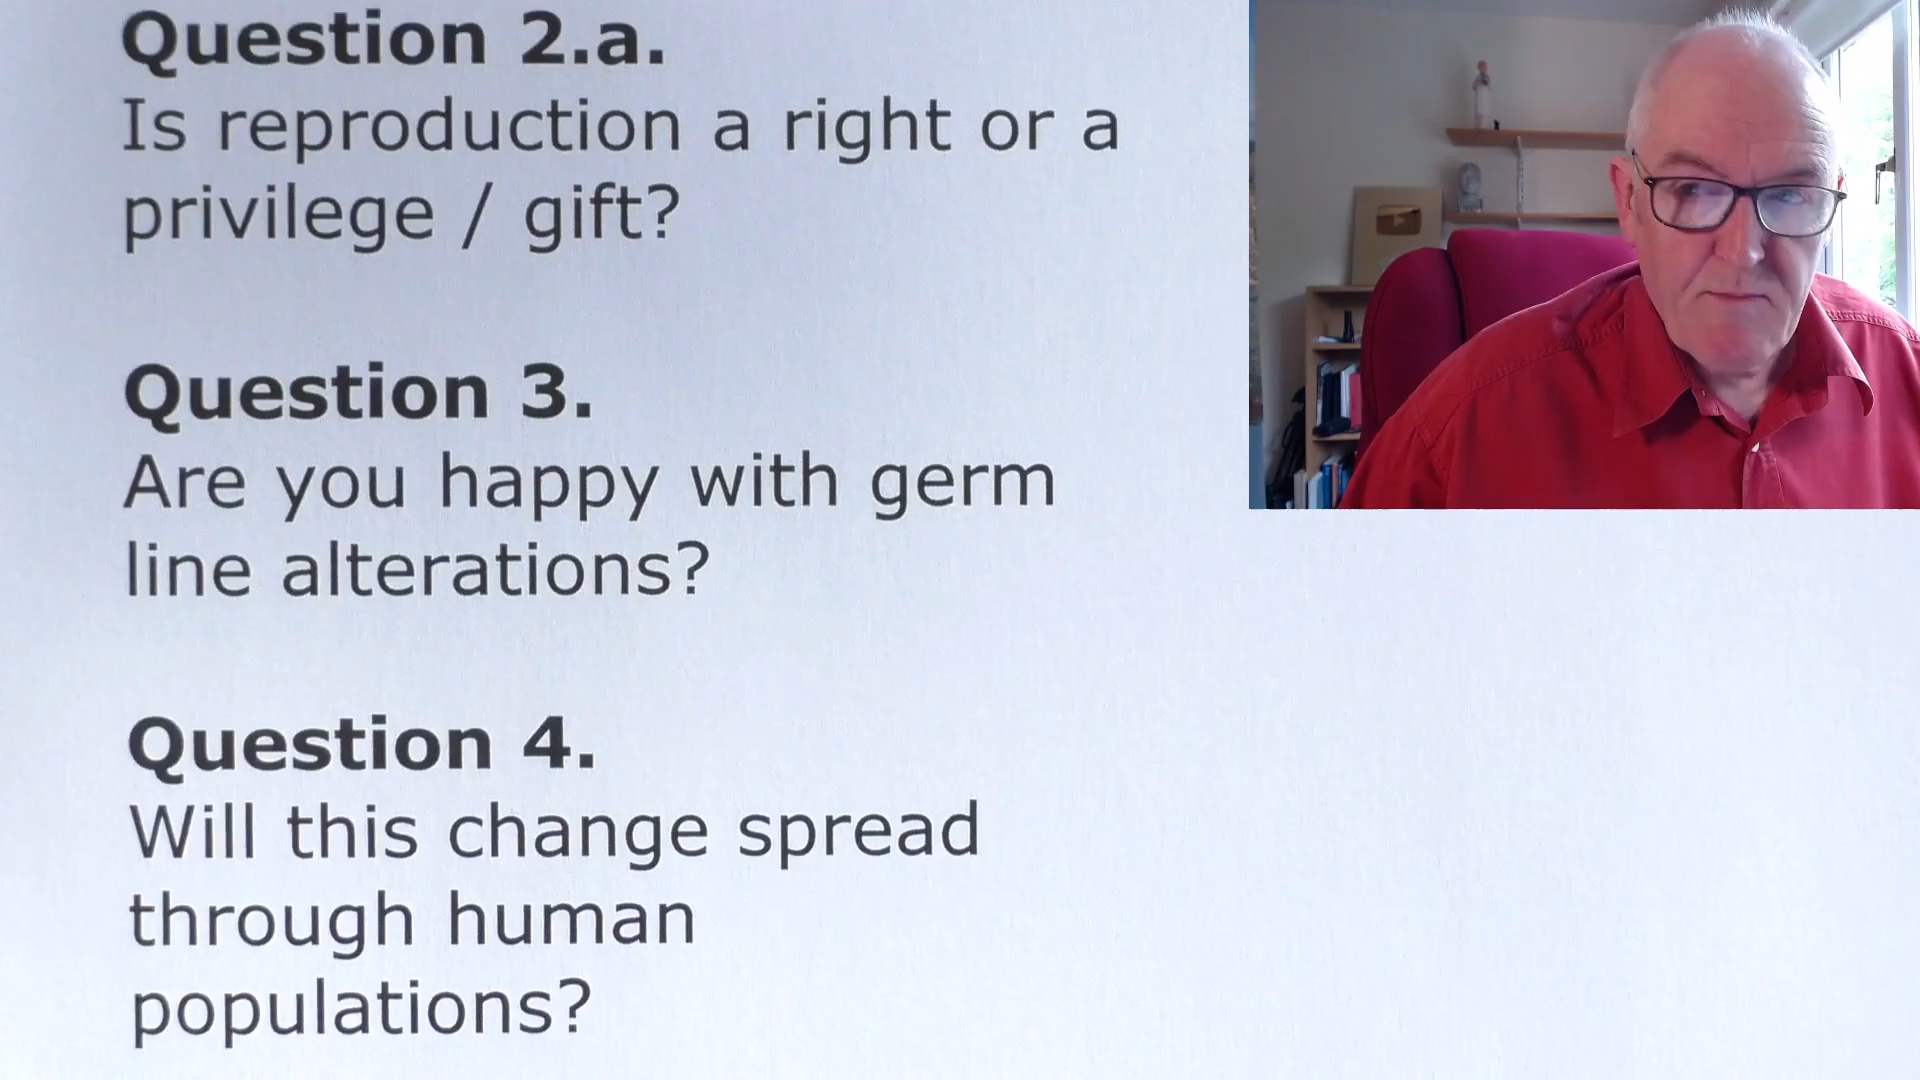 Question 2.a.
Is reproduction a right or a
privilege / gift?
Question 3.
Are you happy with germ
line alterations?
Question 4.
Will this change spread
through human
populations?